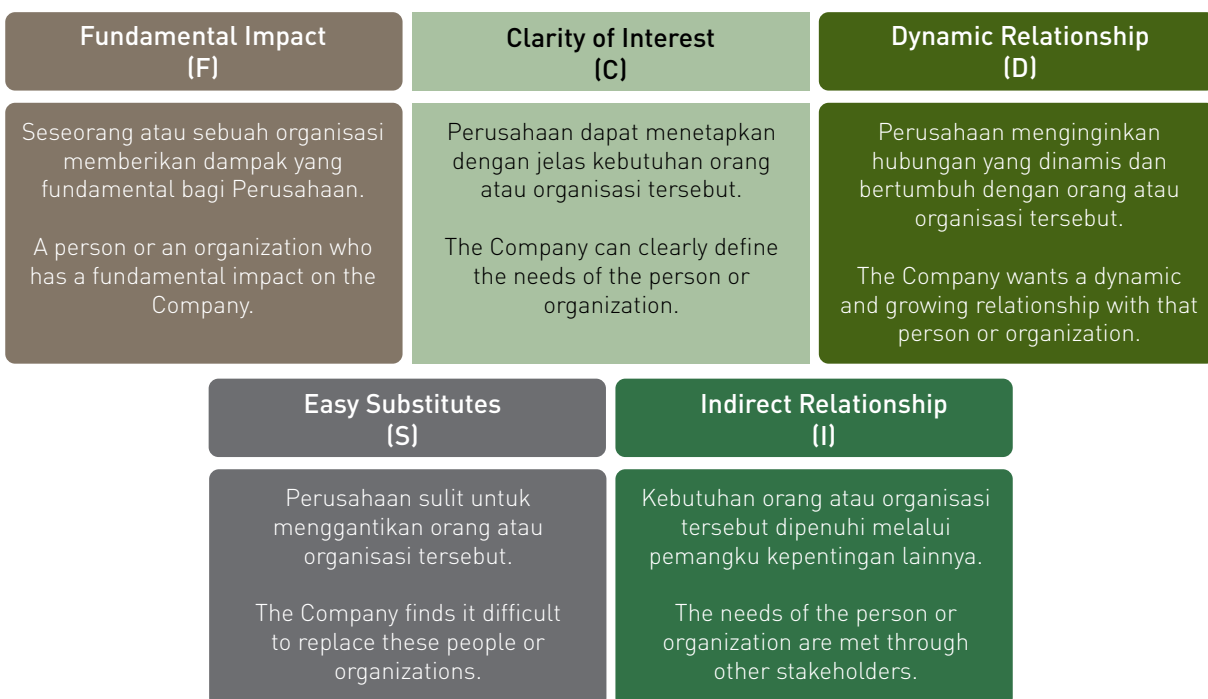 Fundamental Impact
(F)
Seseorang atau sebuah organisasi
memberikan dampak yang
fundamental bagi Perusahaan.
A person or an organization who
has a fundamental impact on the
Company.
Clarity of Interest
(C)
Perusahaan dapat menetapkan
dengan jelas kebutuhan orang
atau organisasi tersebut.
The Company can clearly define
the needs of the person or
organization.
Dynamic Relationship
(D)
Perusahaan menginginkan
hubungan yang dinamis dan
bertumbuh dengan orang atau
organisasi tersebut.
The Company wants a dynamic
and growing relationship with that
person or organization.
Easy Substitutes
(S)
Perusahaan sulit untuk
menggantikan orang atau
organisasi tersebut.
The Company finds it difficult
to replace these people or
organizations.
Indirect Relationship
(I)
Kebutuhan orang atau organisasi
tersebut dipenuhi melalui
pemangku kepentingan lainnya.
The needs of the person or
organization are met through
other stakeholders.